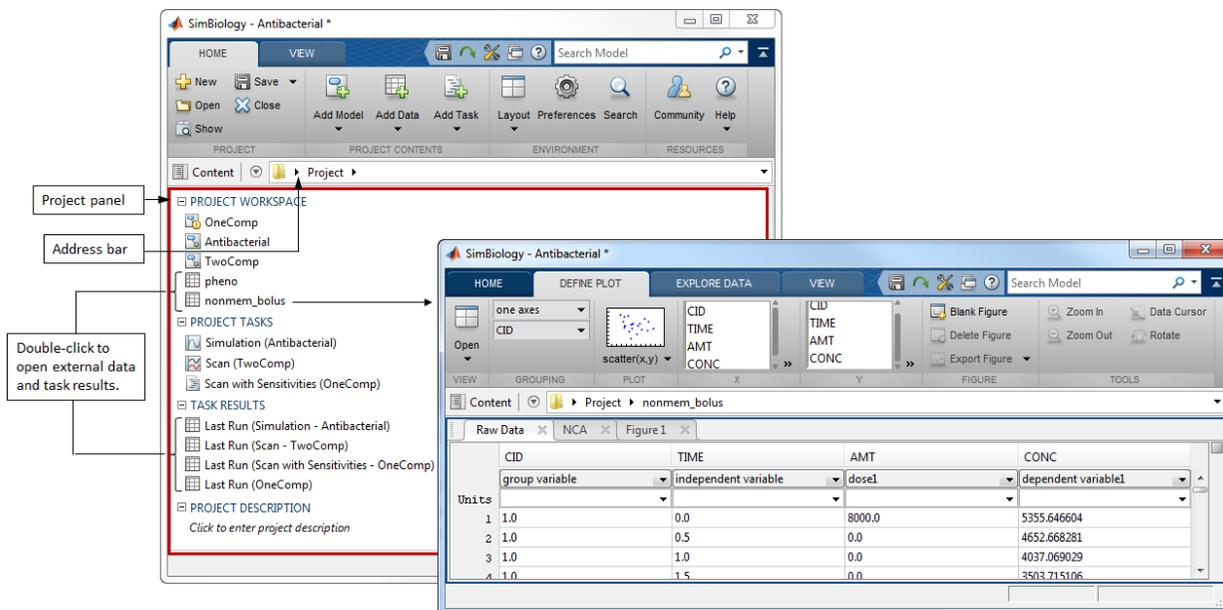 SimBiology - Antibacterial *
HOME VIEW Search Model
New Save
Open Close
Show
Add Model Add Data Add Task Layout Preferences Search Community Help
PROJECT PROJECT CONTENTS ENVIRONMENT RESOURCES
Content Project
Project panel
Address bar
Double-click to
open external data
and task results.
PROJECT WORKSPACE
OneComp
Antibacterial
TwoComp
pheno
nonmem_bolus
PROJECT TASKS
Simulation (Antibacterial)
Scan (TwoComp)
Scan with Sensitivities (OneComp)
TASK RESULTS
Last Run (Simulation - Antibacterial)
Last Run (Scan - TwoComp)
Last Run (Scan with Sensitivities - OneComp)
Last Run (OneComp)
PROJECT DESCRIPTION
Click to enter project description
SimBiology - Antibacterial *
HOME DEFINE PLOT EXPLORE DATA VIEW Search Model
Open
one axes
CID
scatter(x,y)
CID
TIME
AMT
CONC
CID
TIME
AMT
CONC
Blank Figure
Delete Figure
Export Figure
Zoom In Data Cursor
Zoom Out Rotate
VIEW GROUPING PLOT X Y FIGURE TOOLS
Content Project nonmem_bolus
Raw Data NCA Figure 1
CID TIME AMT CONC
group variable independent variable dose1 dependent variable1
Units
1 1.0 0.0 8000.0 5355.646604
2 1.0 0.5 0.0 4652.668281
3 1.0 1.0 0.0 4037.069029
4 1.0 1.5 0.0 3503.715106